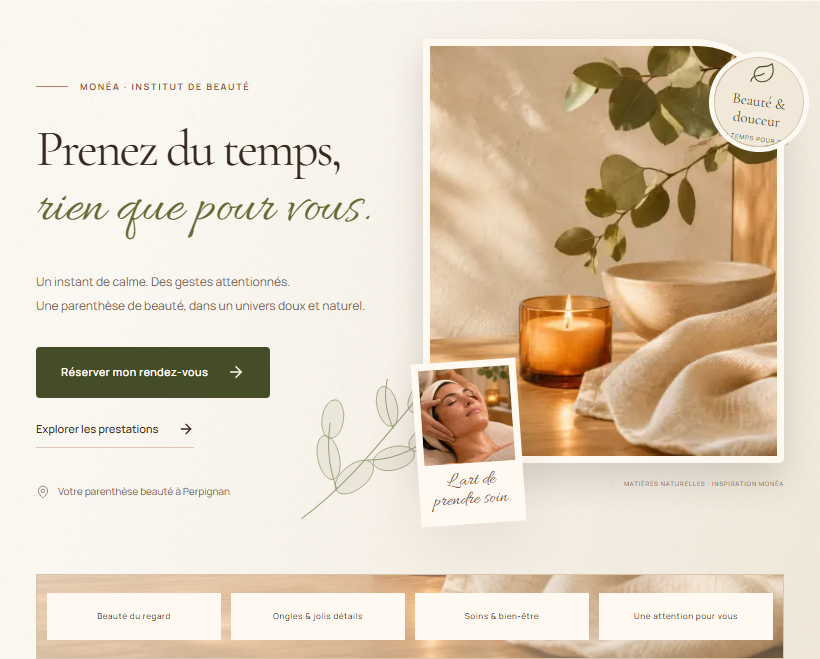 MONÉA · INSTITUT DE BEAUTÉ
Prenez du temps,
rien que pour vous.
Un instant de calme. Des gestes attentionnés.
Une parenthèse de beauté, dans un univers doux et naturel.
Réserver mon rendez-vous
Explorer les prestations
Votre parenthèse beauté à Perpignan
Beauté &
douceur
TEMPS POUR
L'art de
prendre soin.
MATIÈRES NATURELLES · INSPIRATION MONÉA
Beauté du regard
Ongles & jolis détails
Soins & bien-être
Une attention pour vous